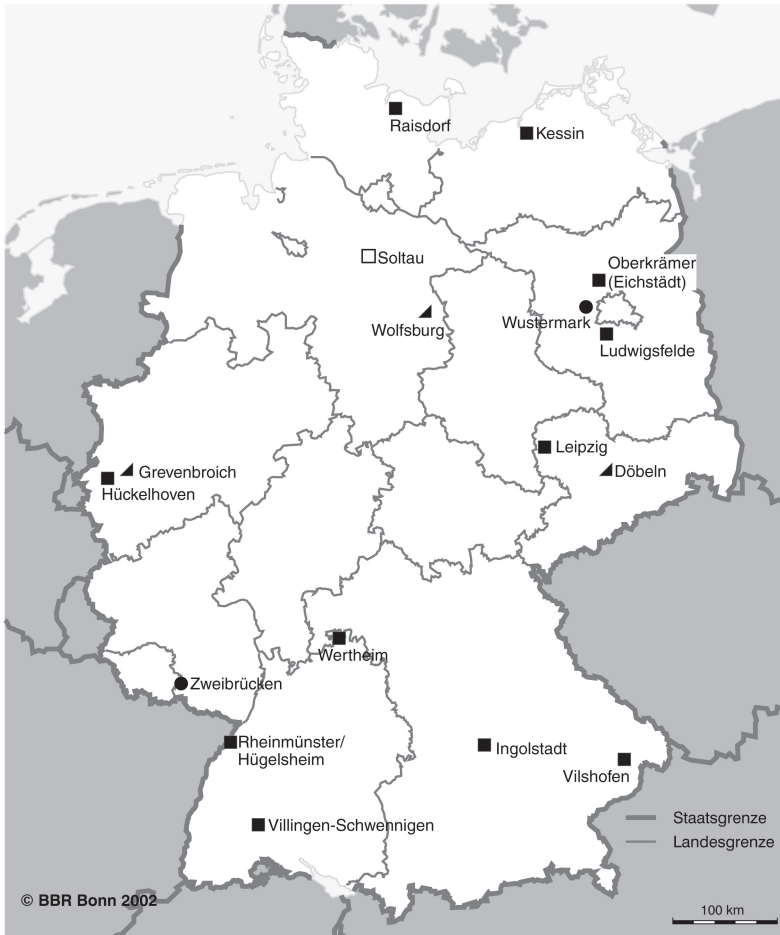 Raisdorf
Kessin
Soltau
Oberkrämer
(Eichstädt)
Wolfsburg
Wustermark
Ludwigsfelde
Leipzig
Grevenbroich
Döbeln
Hückelhoven
Wertheim
Zweibrücken
Rheinmünster/
Hügelsheim
Ingolstadt
Vilshofen
Villingen-Schwennigen
Staatsgrenze
Landesgrenze
© BBR Bonn 2002
100 km